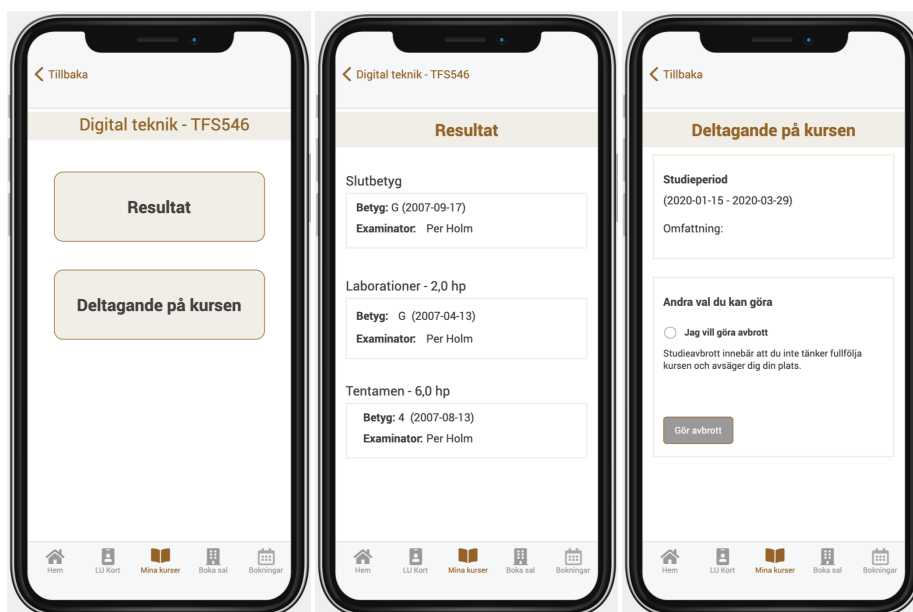 Tillbaka
Digital teknik - TFS546
Resultat
Deltagande på kursen
Hem
LU Kort
Mina kurser
Boka sal
Bokningar
Digital teknik - TFS546
Resultat
Slutbetyg
Betyg: G (2007-09-17)
Examinator: Per Holm
Laborationer - 2,0 hp
Betyg: G (2007-04-13)
Examinator: Per Holm
Tentamen - 6,0 hp
Betyg: 4 (2007-08-13)
Examinator: Per Holm
Hem
LU Kort
Mina kurser
Boka sal
Bokningar
Tillbaka
Deltagande på kursen
Studieperiod
(2020-01-15 - 2020-03-29)
Omfattning:
Andra val du kan göra
Jag vill göra avbrott
Studieavbrott innebär att du inte tänker fullfölja
kursen och avsäger dig din plats.
Gör avbrott
Hem
LU Kort
Mina kurser
Boka sal
Bokningar